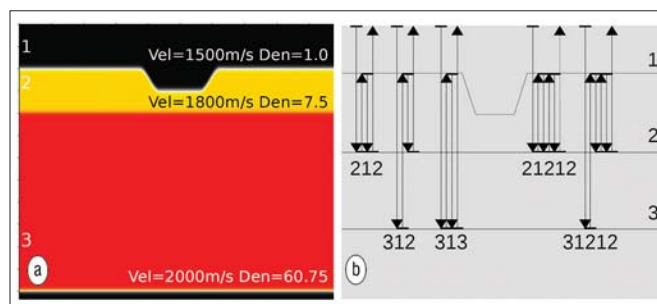 1
Vel=1500m/s Den=1.0
2
Vel=1800m/s Den=7.5
3
Vel=2000m/s Den=60.75
a
1
2
212
21212
3
312
313
31212
b